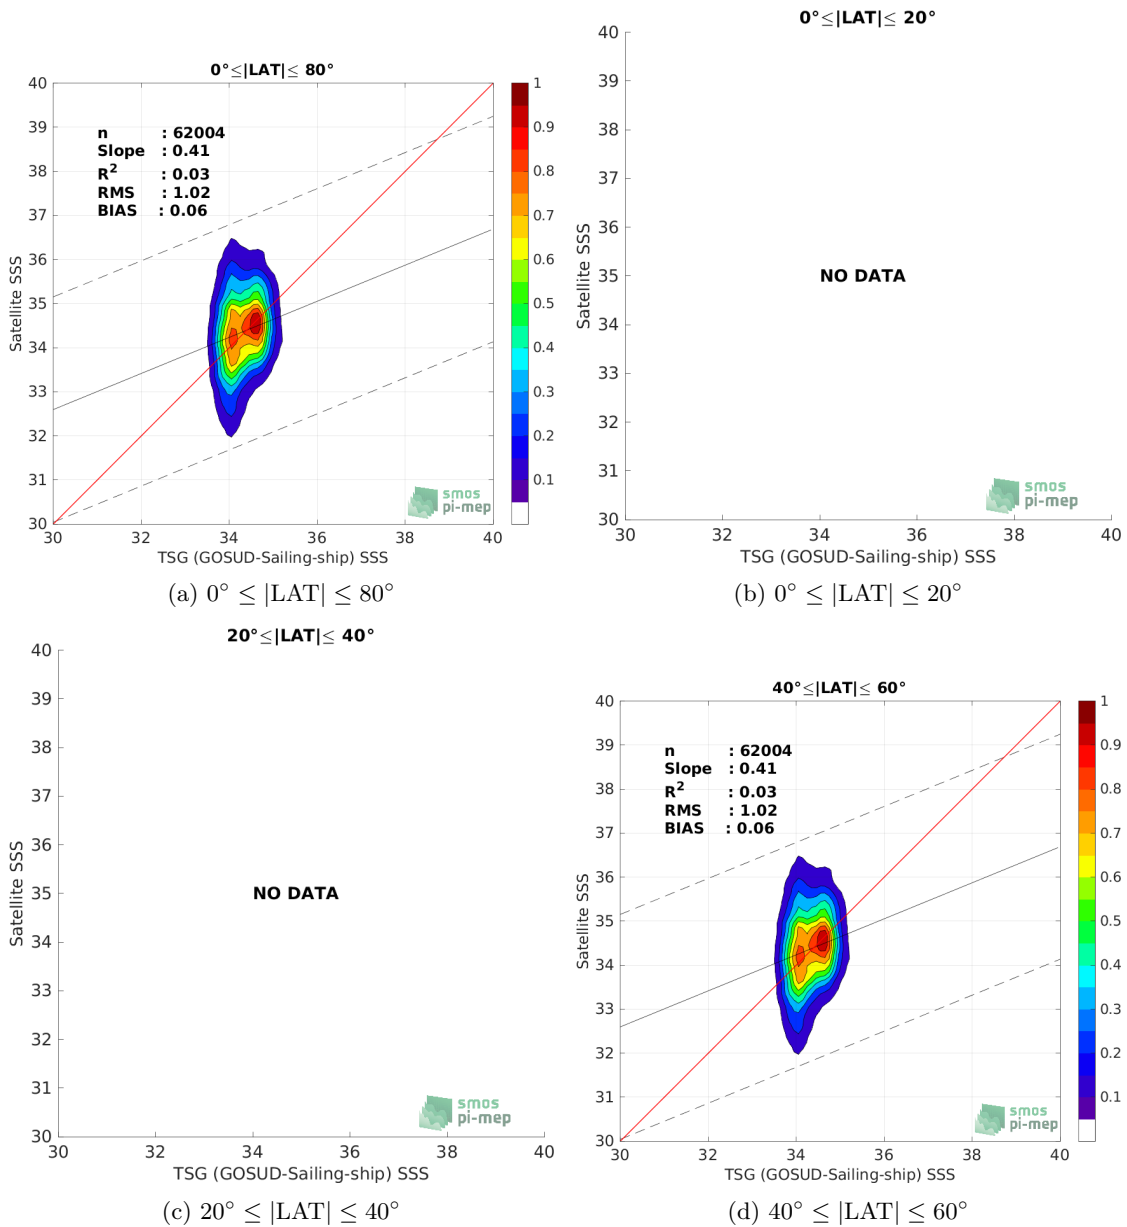 0°≤|LAT|≤ 80°
40
39
38
37
36
35
34
33
32
31
30
n : 62004
Slope : 0.41
R² : 0.03
RMS : 1.02
BIAS : 0.06
1
0.9
0.8
0.7
0.6
0.5
0.4
0.3
0.2
0.1
smos
pi-mep
30 32 34 36 38 40
Satellite SSS
TSG (GOSUD-Sailing-ship) SSS
(a) 0° ≤ |LAT| ≤ 80°
0°≤|LAT|≤ 20°
40
39
38
37
36
35
34
33
32
31
30
NO DATA
smos
pi-mep
30 32 34 36 38 40
Satellite SSS
TSG (GOSUD-Sailing-ship) SSS
(b) 0° ≤ |LAT| ≤ 20°
20°≤|LAT|≤ 40°
40
39
38
37
36
35
34
33
32
31
30
NO DATA
smos
pi-mep
30 32 34 36 38 40
Satellite SSS
TSG (GOSUD-Sailing-ship) SSS
(c) 20° ≤ |LAT| ≤ 40°
40°≤|LAT|≤ 60°
40
39
38
37
36
35
34
33
32
31
30
n : 62004
Slope : 0.41
R² : 0.03
RMS : 1.02
BIAS : 0.06
1
0.9
0.8
0.7
0.6
0.5
0.4
0.3
0.2
0.1
smos
pi-mep
30 32 34 36 38 40
Satellite SSS
TSG (GOSUD-Sailing-ship) SSS
(d) 40° ≤ |LAT| ≤ 60°